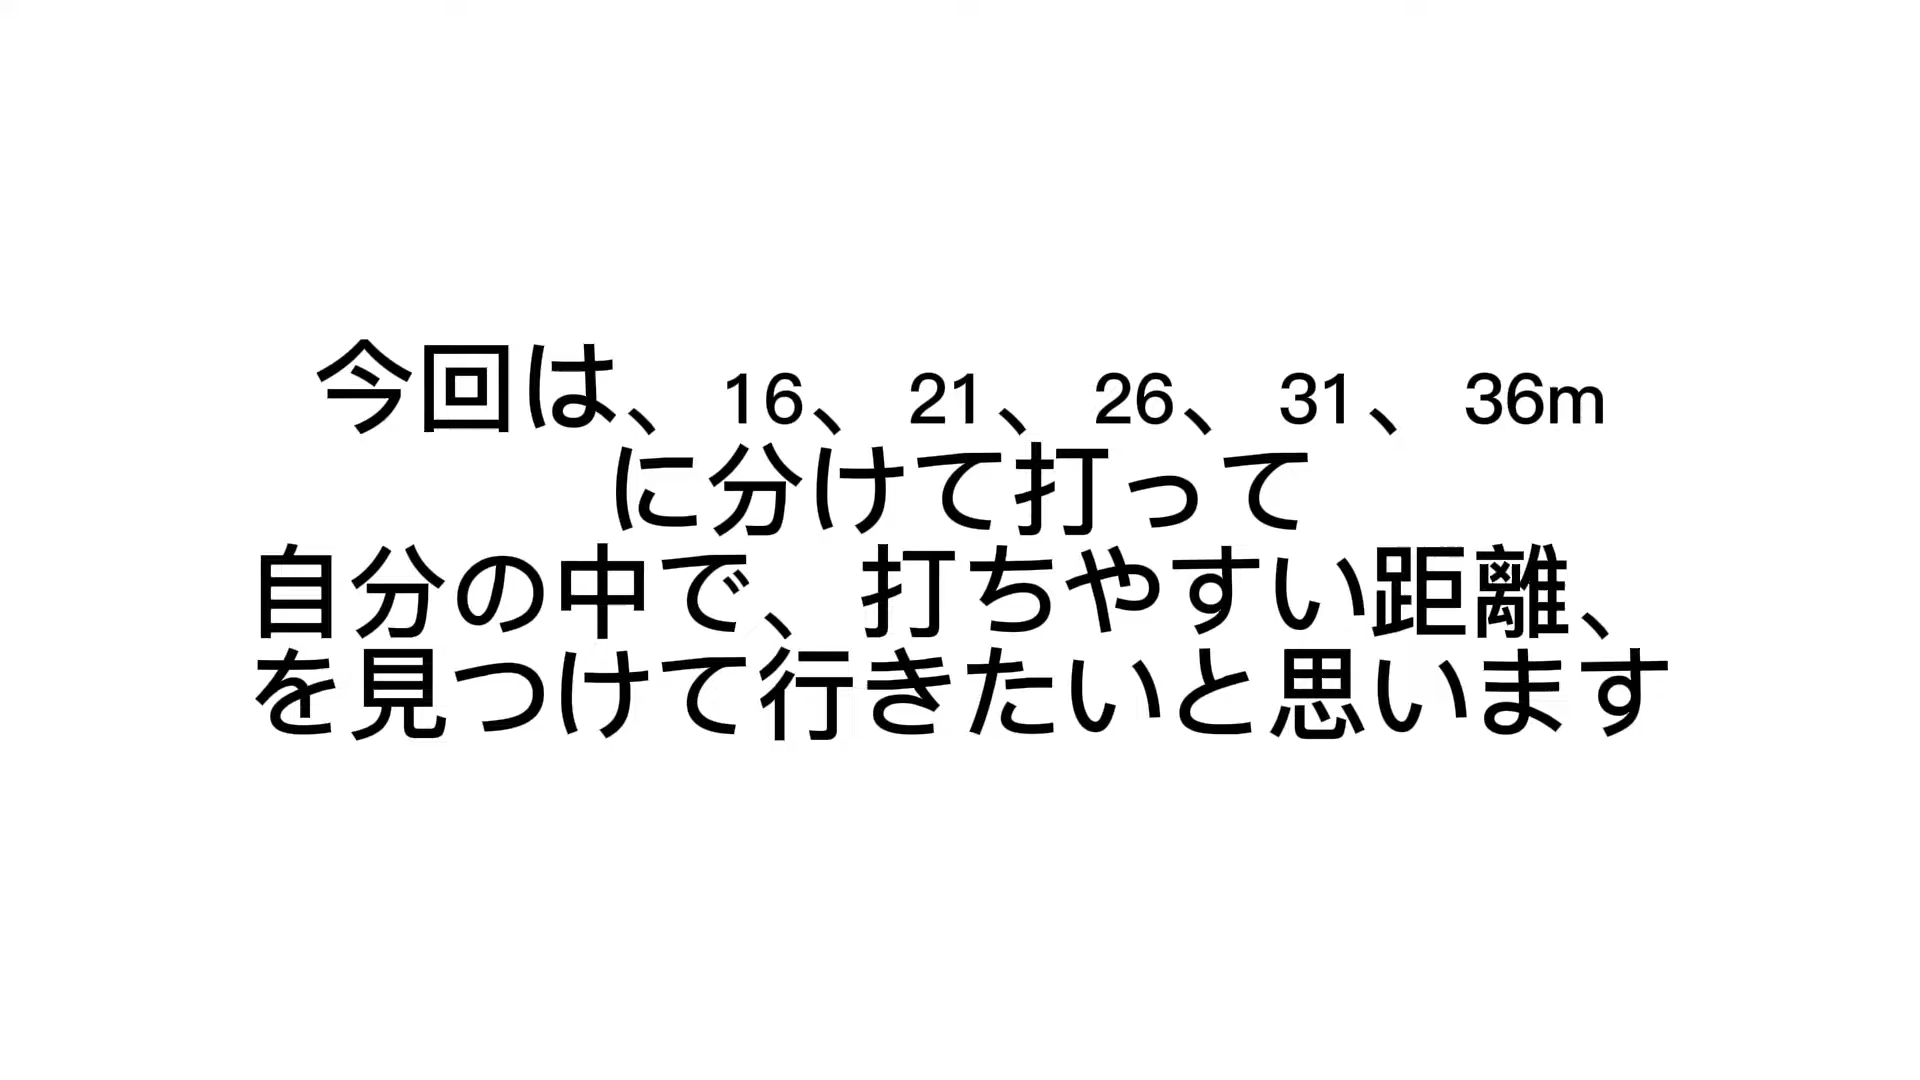 今回は、16、21、26、31、36m
に分けて打って
自分の中で、打ちやすい距離、
を見つけて行きたいと思います